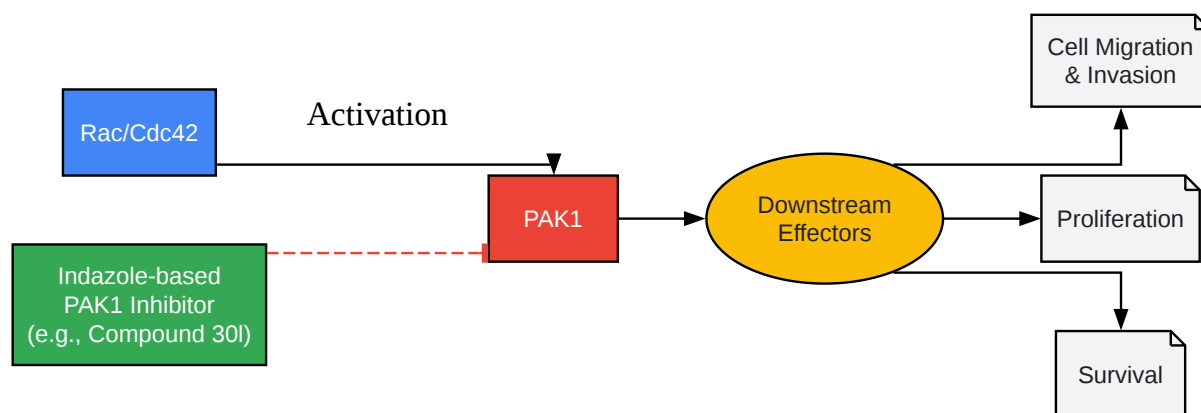 Rac/Cdc42
Activation
Indazole-based
PAK1 Inhibitor
(e.g., Compound 30l)
PAK1
Downstream
Effectors
Cell Migration
& Invasion
Proliferation
Survival